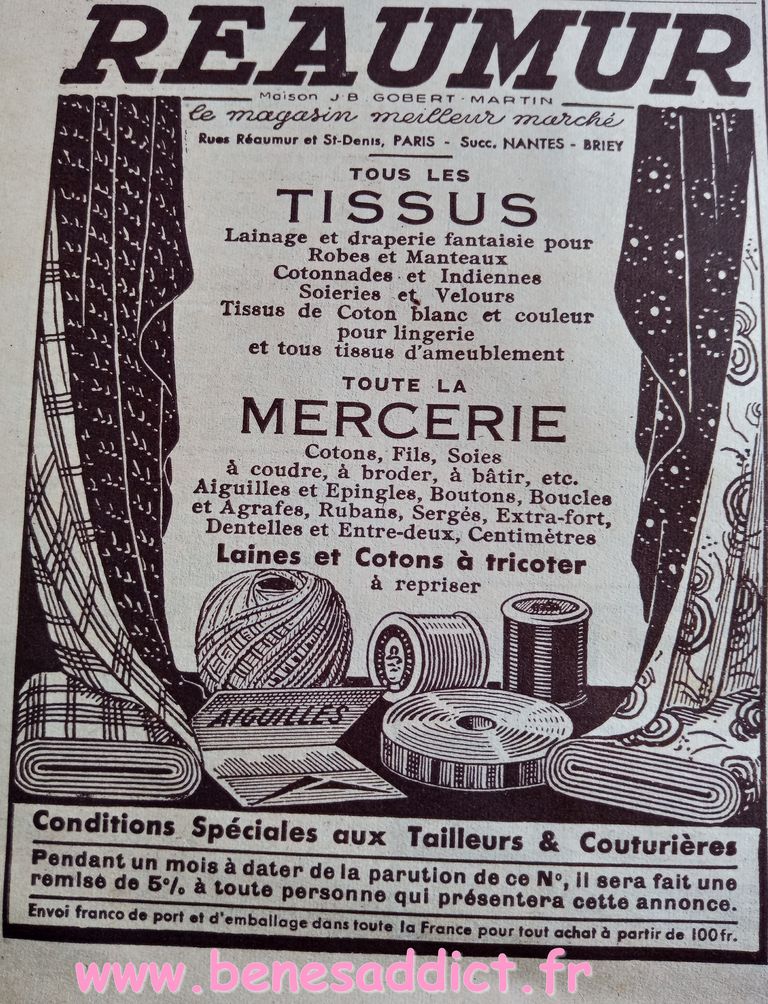 REAUMUR
Maison J-B GOBERT-MARTIN
le magasin meilleur marché
Rues Réaumur et St-Denis, PARIS - Succ. NANTES - BRIEY
TOUS LES
TISSUS
Lainage et draperie fantaisie pour
Robes et Manteaux
Cotonnades et Indiennes
Soieries et Velours
Tissus de Coton blanc et couleur
pour lingerie
et tous tissus d'ameublement
TOUTE LA
MERCERIE
Cotons, Fils, Soies
à coudre, à broder, à bâtir, etc.
Aiguilles et Epingles, Boutons, Boucles
et Agrafes, Rubans, Sergés, Extra-fort,
Dentelles et Entre-deux, Centimètres
Laines et Cotons à tricoter
à repriser
AIGUILLES
Conditions Spéciales aux Tailleurs & Couturières
Pendant un mois à dater de la parution de ce N°, il sera fait une
remise de 5% à toute personne qui présentera cette annonce.
Envoi franco de port et d'emballage dans toute la France pour tout achat à partir de 100 fr.
www.benesaddict.fr